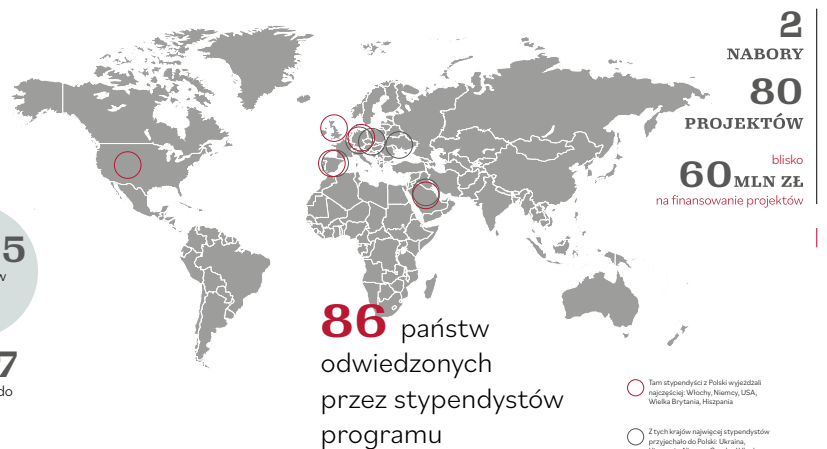 2
NABORY
80
PROJEKTÓW
blisko
60 MLN ZŁ
na finansowanie projektów
5
w
7
do
86 państw
odwiedzonych
przez stypendystów
programu
Tam stypendyści z Polski wyjeżdżali
najczęściej: Włochy, Niemcy, USA,
Wielka Brytania, Hiszpania
Z tych krajów najwięcej stypendystów
przyjechało do Polski: Ukraina,